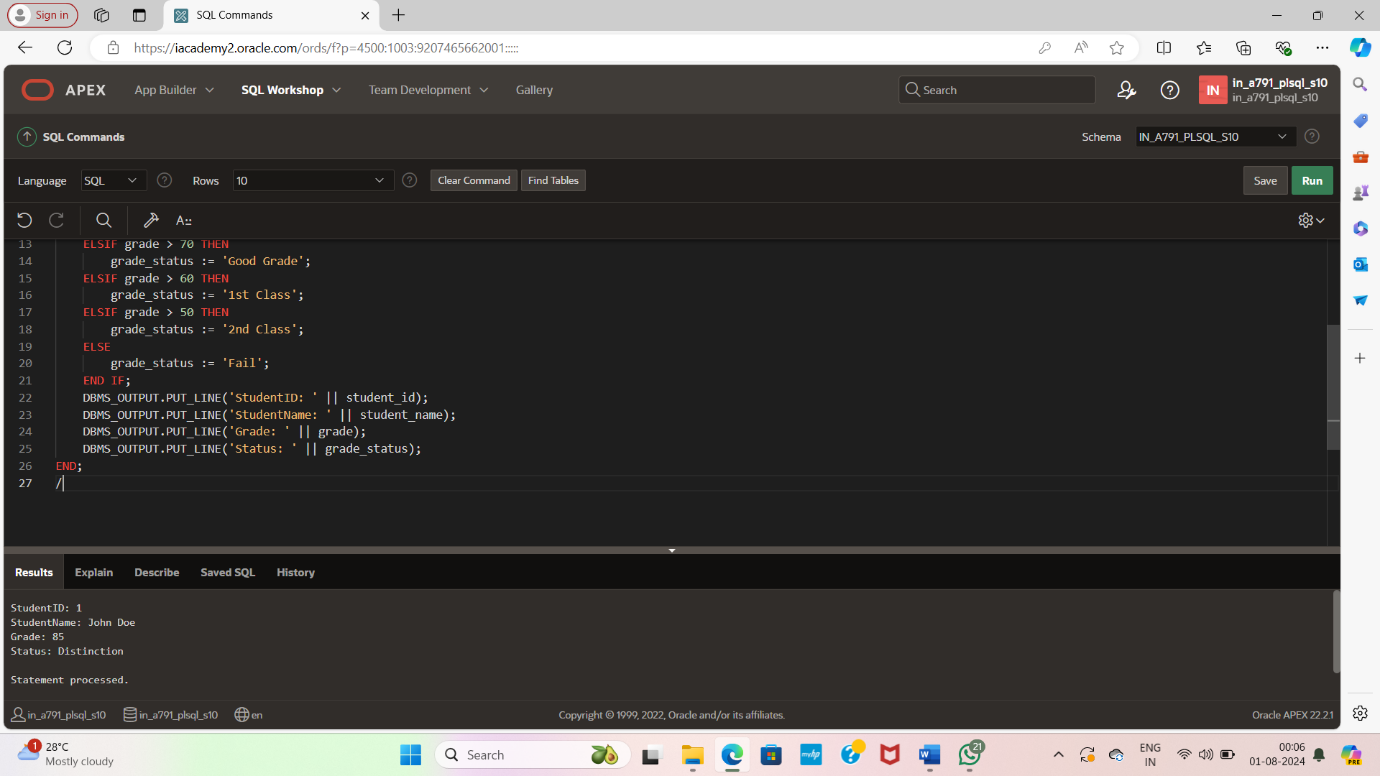 Sign in
SQL Commands
https://iacademy2.oracle.com/ords/f?p=4500:1003:9207465662001:::::
APEX App Builder SQL Workshop Team Development Gallery Search IN in_a791_plsql_s10
in_a791_plsql_s10
SQL Commands Schema IN_A791_PLSQL_S10
Language SQL Rows 10 Clear Command Find Tables Save Run
A::
13 ELSIF grade > 70 THEN
14 grade_status := 'Good Grade';
15 ELSIF grade > 60 THEN
16 grade_status := '1st Class';
17 ELSIF grade > 50 THEN
18 grade_status := '2nd Class';
19 ELSE
20 grade_status := 'Fail';
21 END IF;
22 DBMS_OUTPUT.PUT_LINE('StudentID: ' || student_id);
23 DBMS_OUTPUT.PUT_LINE('StudentName: ' || student_name);
24 DBMS_OUTPUT.PUT_LINE('Grade: ' || grade);
25 DBMS_OUTPUT.PUT_LINE('Status: ' || grade_status);
26 END;
27 /
Results Explain Describe Saved SQL History
StudentID: 1
StudentName: John Doe
Grade: 85
Status: Distinction
Statement processed.
in_a791_plsql_s10 in_a791_plsql_s10 en Copyright © 1999, 2022, Oracle and/or its affiliates. Oracle APEX 22.2.1
1 28°C
Mostly cloudy
Search
21
ENG
IN
00:06
01-08-2024
PRE